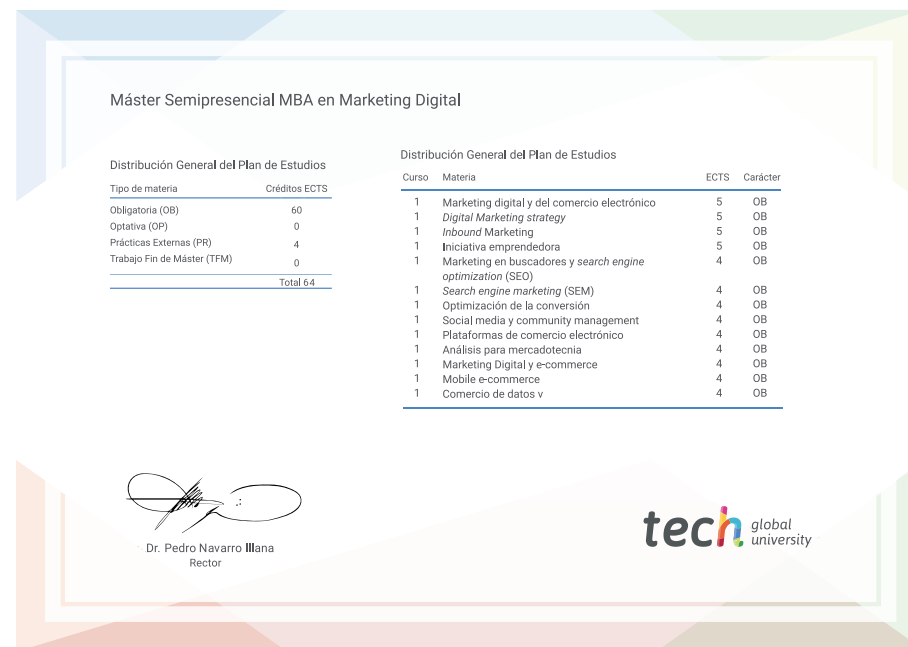 Máster Semipresencial MBA en Marketing Digital
Distribución General del Plan de Estudios
Tipo de materia Créditos ECTS
Obligatoria (OB) 60
Optativa (OP) 0
Prácticas Externas (PR) 4
Trabajo Fin de Máster (TFM) 0
Total 64
Distribución General del Plan de Estudios
Curso Materia ECTS Carácter
1 Marketing digital y del comercio electrónico 5 OB
1 Digital Marketing strategy 5 OB
1 Inbound Marketing 5 OB
1 Iniciativa emprendedora 5 OB
1 Marketing en buscadores y search engine 4 OB
optimization (SEO)
1 Search engine marketing (SEM) 4 OB
1 Optimización de la conversión 4 OB
1 Social media y community management 4 OB
1 Plataformas de comercio electrónico 4 OB
1 Análisis para mercadotecnia 4 OB
1 Marketing Digital y e-commerce 4 OB
1 Mobile e-commerce 4 OB
1 Comercio de datos v 4 OB
Dr. Pedro Navarro Illana
Rector
tech global
university